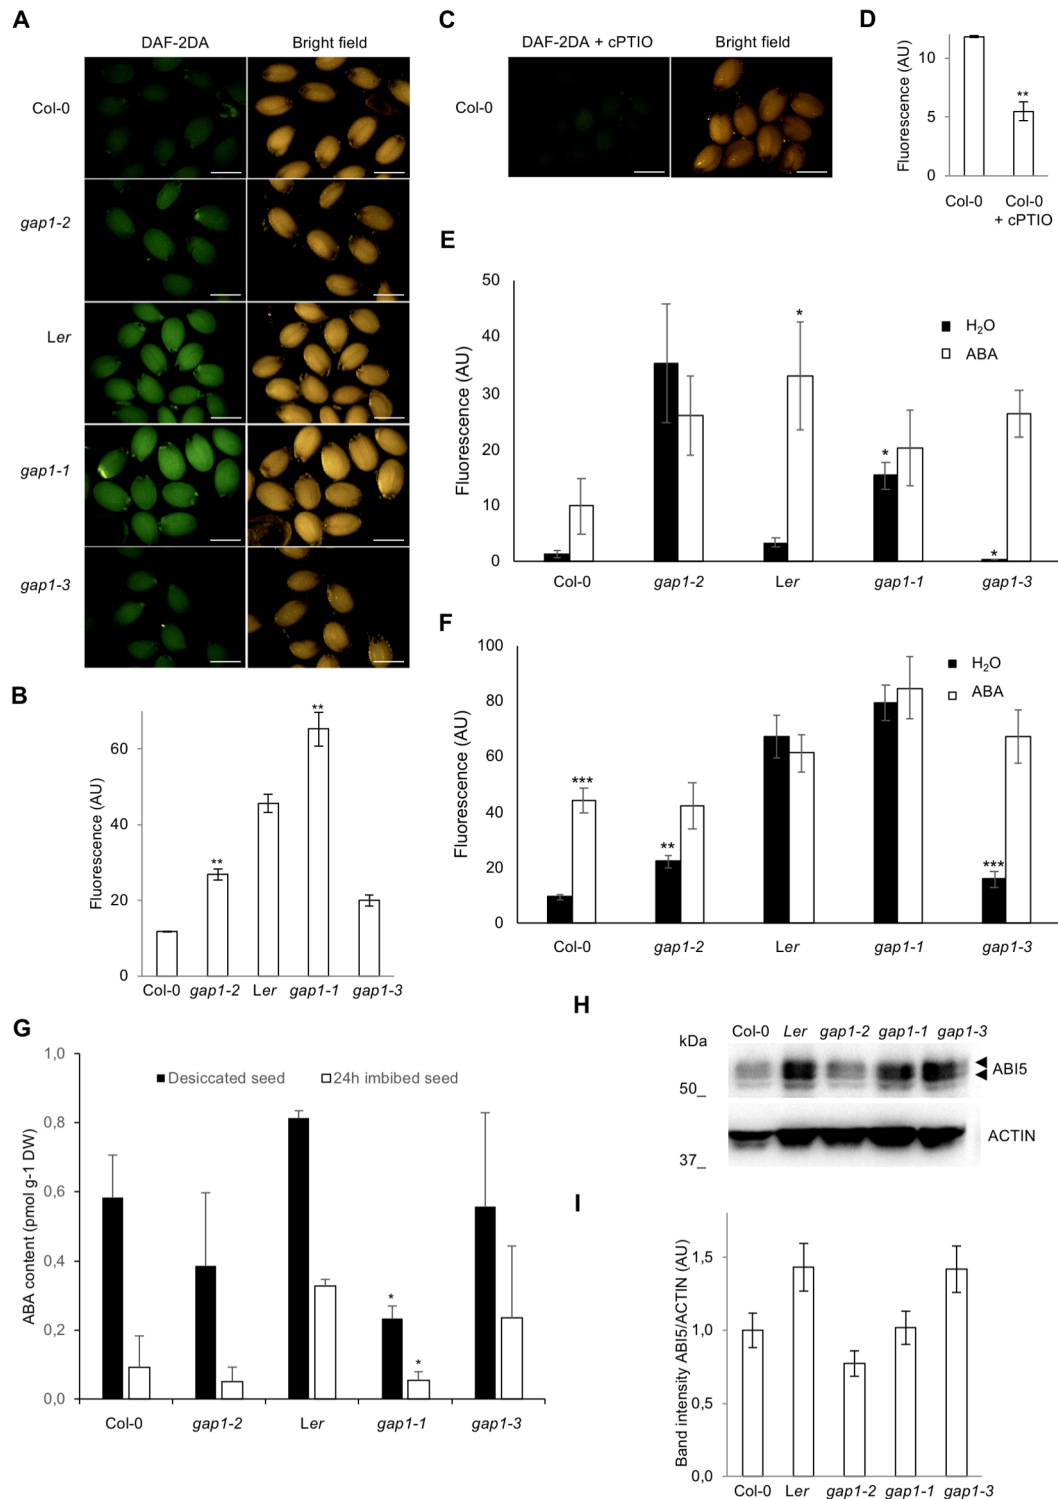 A
DAF-2DA
Bright field
Col-0
gap1-2
Ler
gap1-1
gap1-3
B
Fluorescence (AU)
60
40
20
0
**
**
Col-0
gap1-2
Ler
gap1-1
gap1-3
C
DAF-2DA + cPTIO
Bright field
Col-0
D
Fluorescence (AU)
10
5
0
**
Col-0
Col-0
+ cPTIO
E
Fluorescence (AU)
50
40
30
20
10
0
H₂O
ABA
*
*
*
Col-0
gap1-2
Ler
gap1-1
gap1-3
F
Fluorescence (AU)
100
80
60
40
20
0
H₂O
ABA
***
**
***
Col-0
gap1-2
Ler
gap1-1
gap1-3
G
ABA content (pmol g-1 DW)
1,0
0,8
0,6
0,4
0,2
0,0
Desiccated seed
24h imbibed seed
*
*
Col-0
gap1-2
Ler
gap1-1
gap1-3
H
Col-0
Ler
gap1-2
gap1-1
gap1-3
kDa
50_
ABI5
ACTIN
37_
I
Band intensity ABI5/ACTIN (AU)
1,5
1,0
0,5
0,0
Col-0
Ler
gap1-2
gap1-1
gap1-3